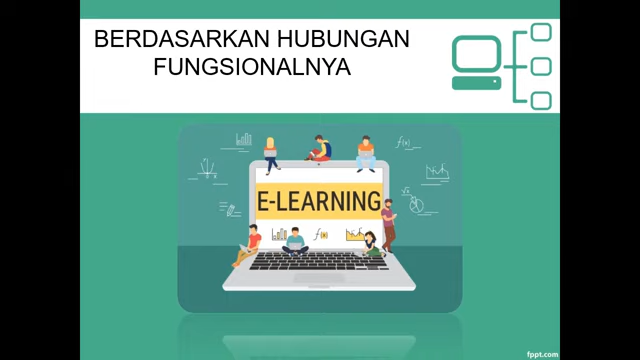 BERDASARKAN HUBUNGAN
FUNGSIONALNYA
f(x)
√x
E-LEARNING
f(x)
fppt.com